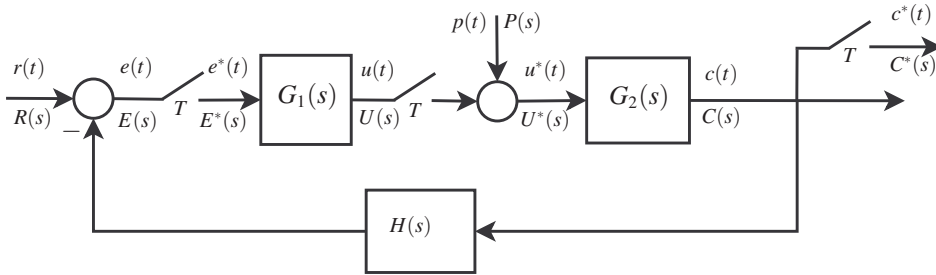 r(t)
R(s)
−
e(t)
E(s)
T
e*(t)
E*(s)
G₁(s)
u(t)
U(s)
T
p(t)
P(s)
u*(t)
U*(s)
G₂(s)
c(t)
C(s)
T
c*(t)
C*(s)
H(s)